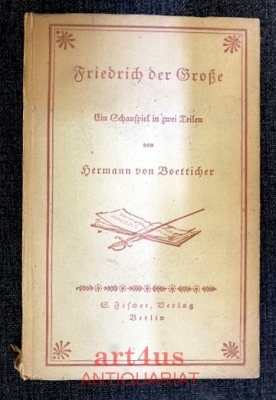 Friedrich der Große
Ein Schauspiel in zwei Teilen
von
Hermann von Boetticher
S. Fischer, Verlag
Berlin
art4us
ANTIQUARIAT